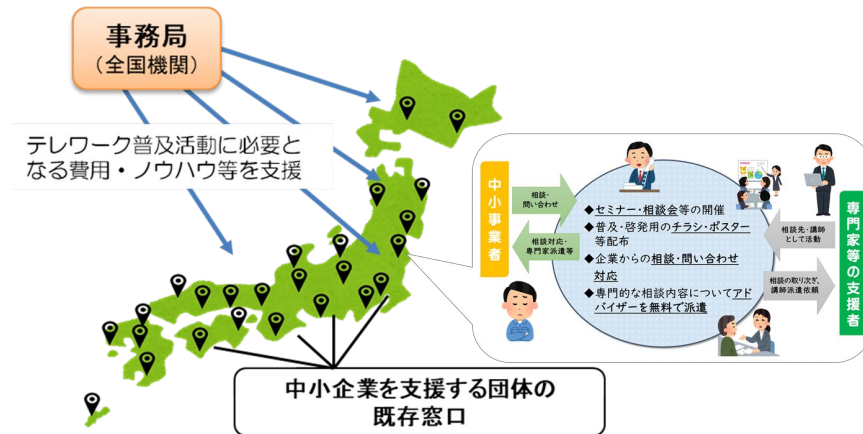 事務局
（全国機関）
テレワーク普及活動に必要と
なる費用・ノウハウ等を支援
中小事業者
相談・
問い合わせ
相談対応・
専門家派遣等
◆セミナー・相談会等の開催
◆普及・啓発用のチラシ・ポスター
等配布
◆企業からの相談・問い合わせ
対応
◆専門的な相談内容についてアド
バイザーを無料で派遣
相談先・講師
として活動
相談の取り次ぎ、
講師派遣依頼
専門家等の支援者
中小企業を支援する団体の
既存窓口